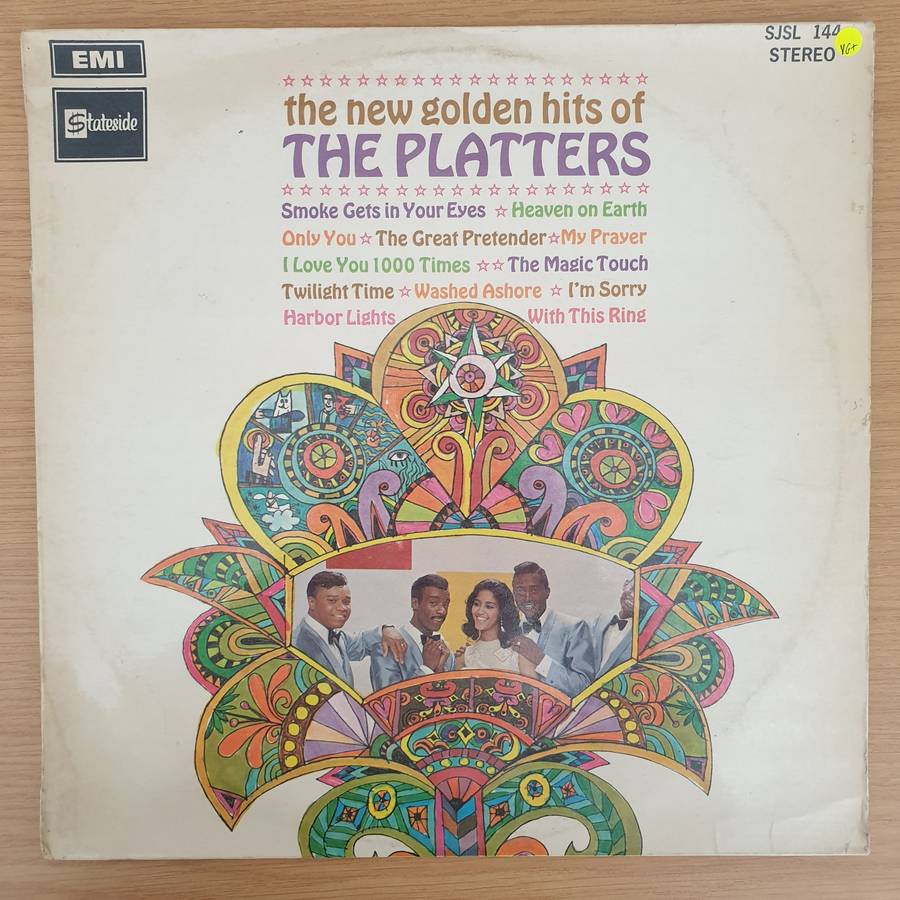 EMI
Stateside
SJSL 144
STEREO
VG+
the new golden hits of
THE PLATTERS
Smoke Gets in Your Eyes ☆ Heaven on Earth
Only You ☆ The Great Pretender ☆ My Prayer
I Love You 1000 Times ☆☆ The Magic Touch
Twilight Time ☆ Washed Ashore ☆ I'm Sorry
Harbor Lights With This Ring